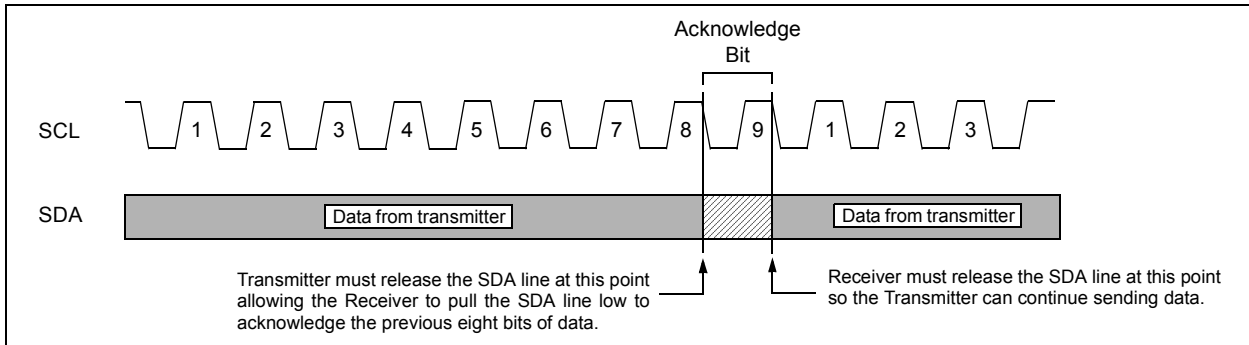 Acknowledge
Bit
SCL 1 2 3 4 5 6 7 8 9 1 2 3
SDA Data from transmitter Data from transmitter
Transmitter must release the SDA line at this point
allowing the Receiver to pull the SDA line low to
acknowledge the previous eight bits of data.
Receiver must release the SDA line at this point
so the Transmitter can continue sending data.